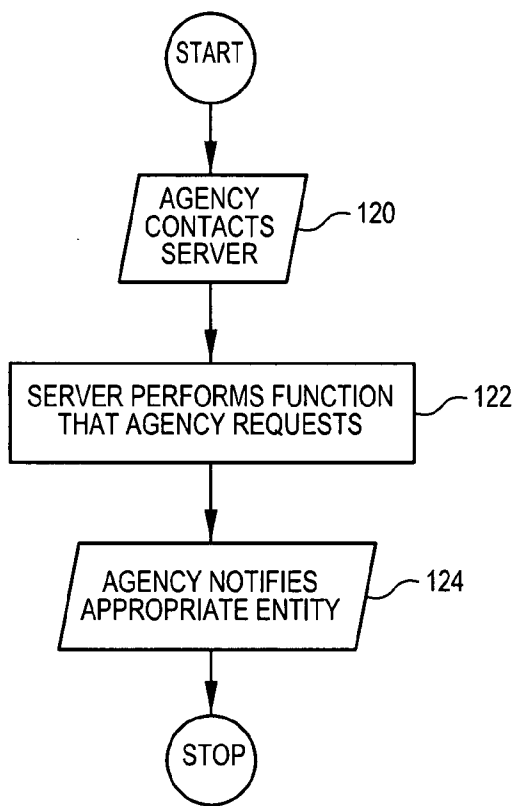 START
AGENCY
CONTACTS
SERVER
120
SERVER PERFORMS FUNCTION
THAT AGENCY REQUESTS
122
AGENCY NOTIFIES
APPROPRIATE ENTITY
124
STOP